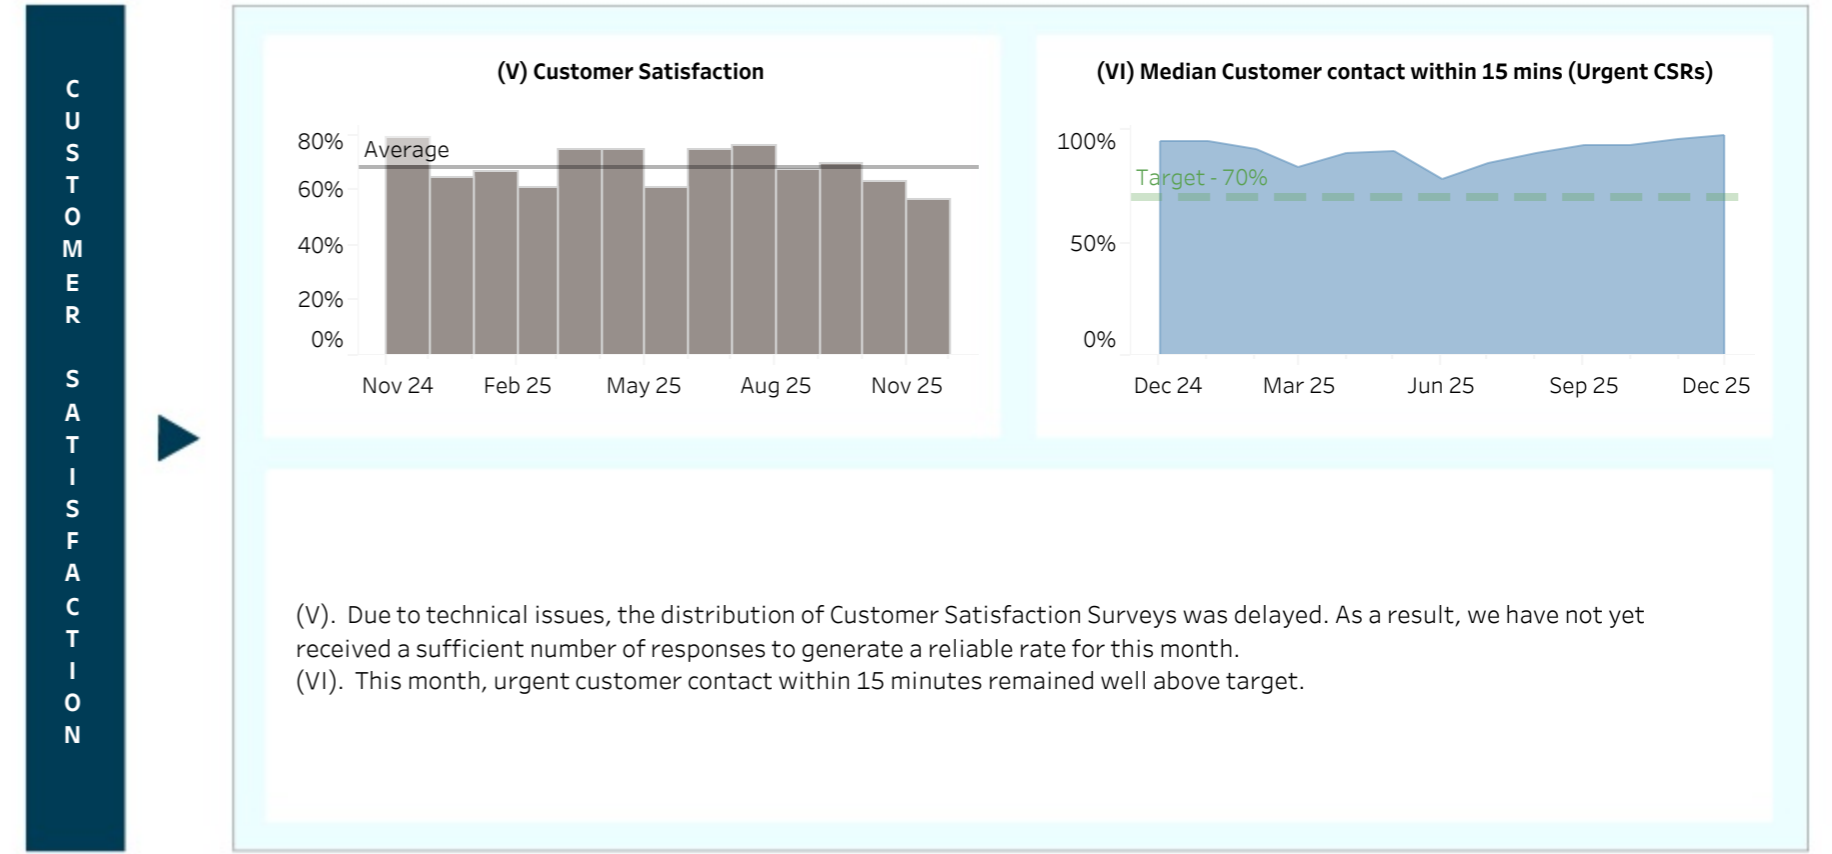 CUSTOMER SATISFACTION
(V) Customer Satisfaction
80%
Average
60%
40%
20%
0%
Nov 24 Feb 25 May 25 Aug 25 Nov 25
(VI) Median Customer contact within 15 mins (Urgent CSRs)
100%
Target - 70%
50%
0%
Dec 24 Mar 25 Jun 25 Sep 25 Dec 25
(V). Due to technical issues, the distribution of Customer Satisfaction Surveys was delayed. As a result, we have not yet
received a sufficient number of responses to generate a reliable rate for this month.
(VI). This month, urgent customer contact within 15 minutes remained well above target.